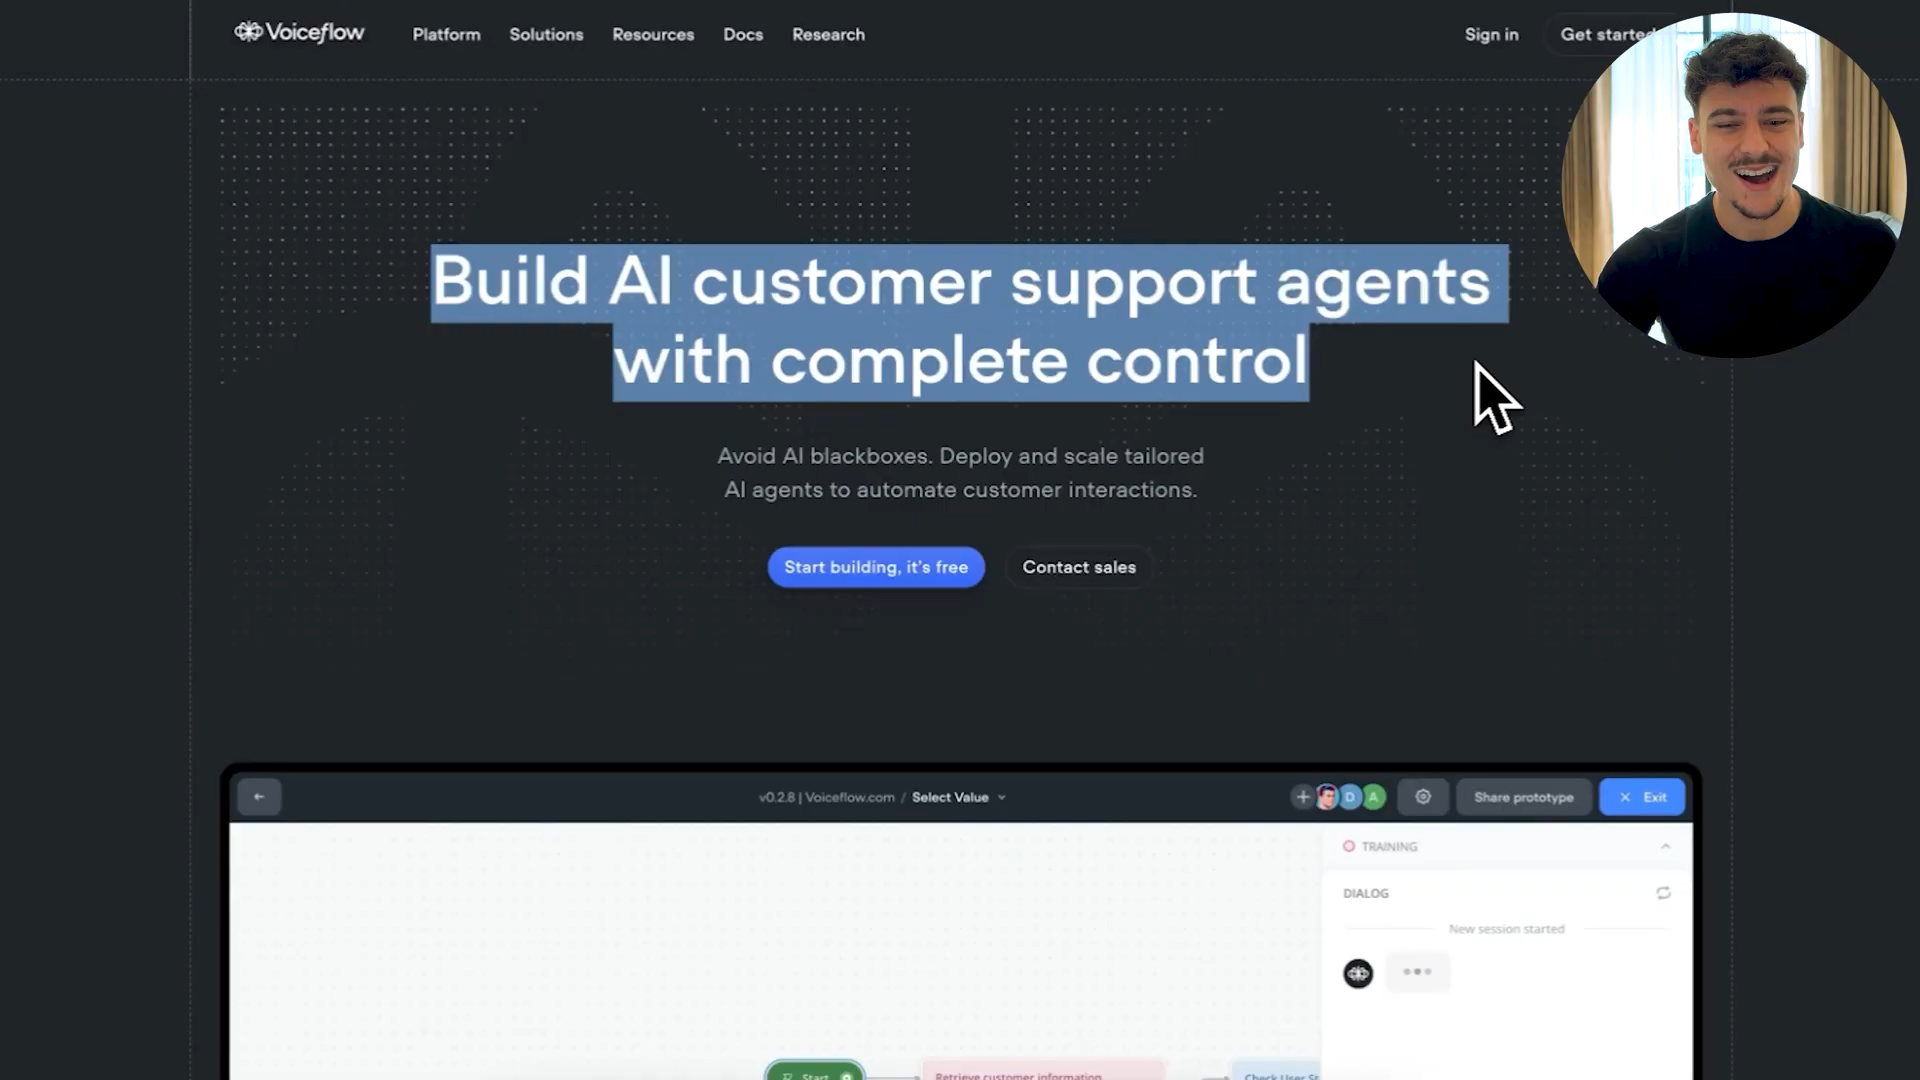 Voiceflow
Platform
Solutions
Resources
Docs
Research
Sign in
Get started
Build AI customer support agents
with complete control
Avoid AI blackboxes. Deploy and scale tailored
AI agents to automate customer interactions.
Start building, it's free
Contact sales
v0.2.8 | Voiceflow.com / Select Value
D
A
Share prototype
Exit
TRAINING
DIALOG
New session started
Start
Retrieve customer information
Check User